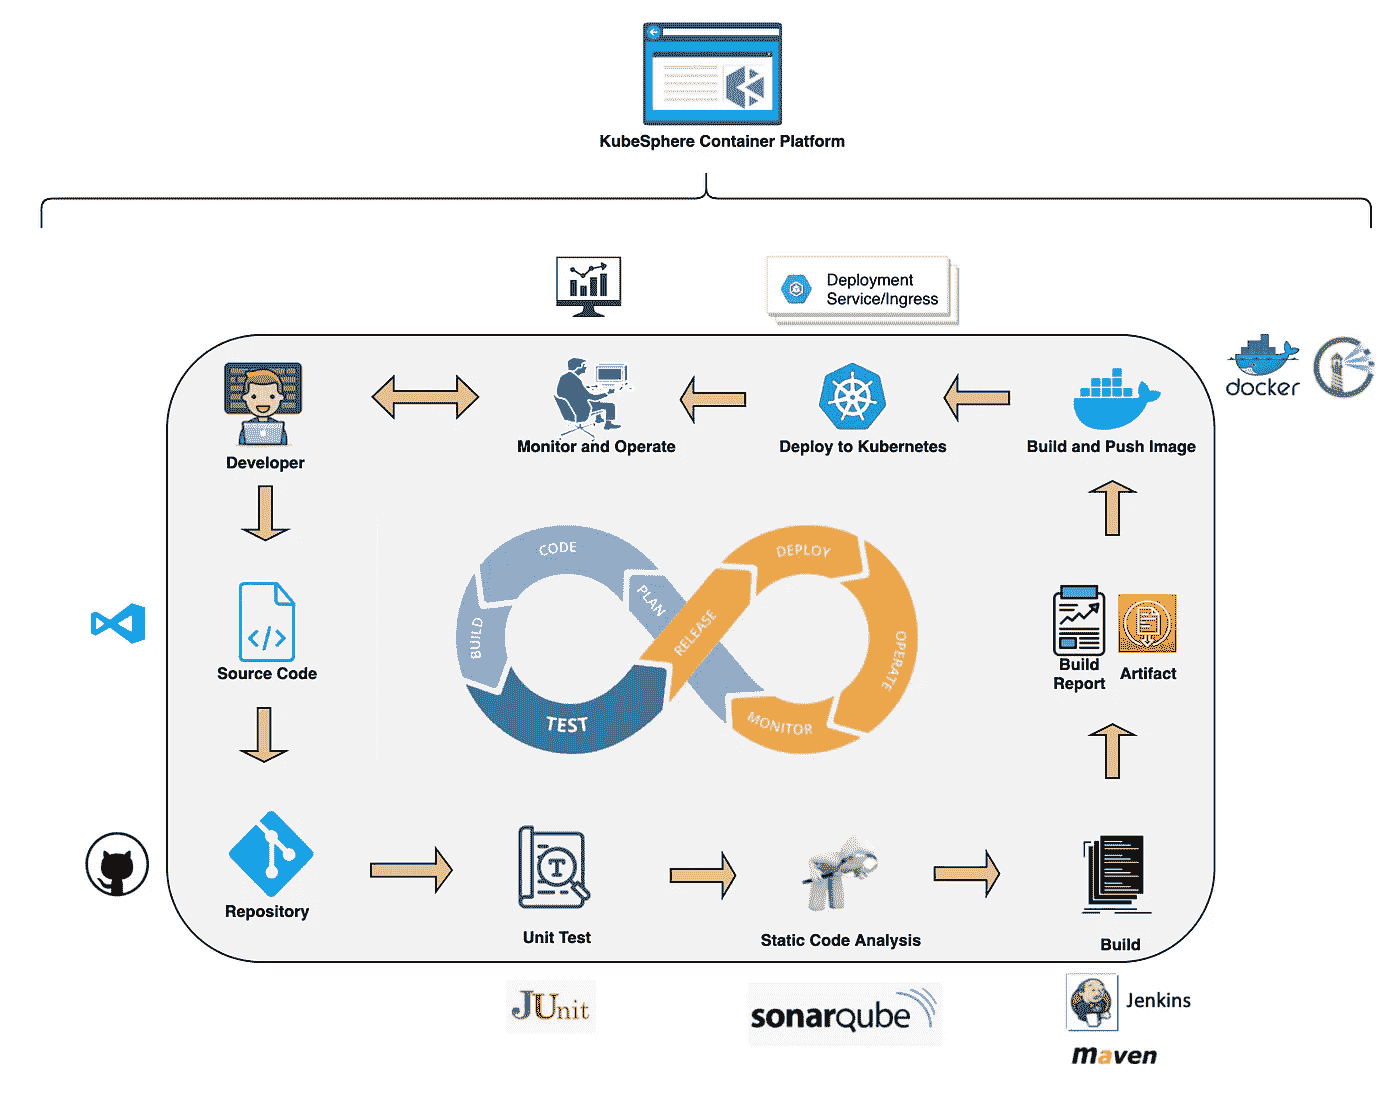 KubeSphere Container Platform
Deployment
Service/Ingress
docker
Developer
Monitor and Operate
Deploy to Kubernetes
Build and Push Image
Source Code
CODE
PLAN
BUILD
TEST
RELEASE
DEPLOY
OPERATE
MONITOR
Build
Report
Artifact
Repository
Unit Test
Static Code Analysis
Build
JUnit
sonarqube
Jenkins
maven